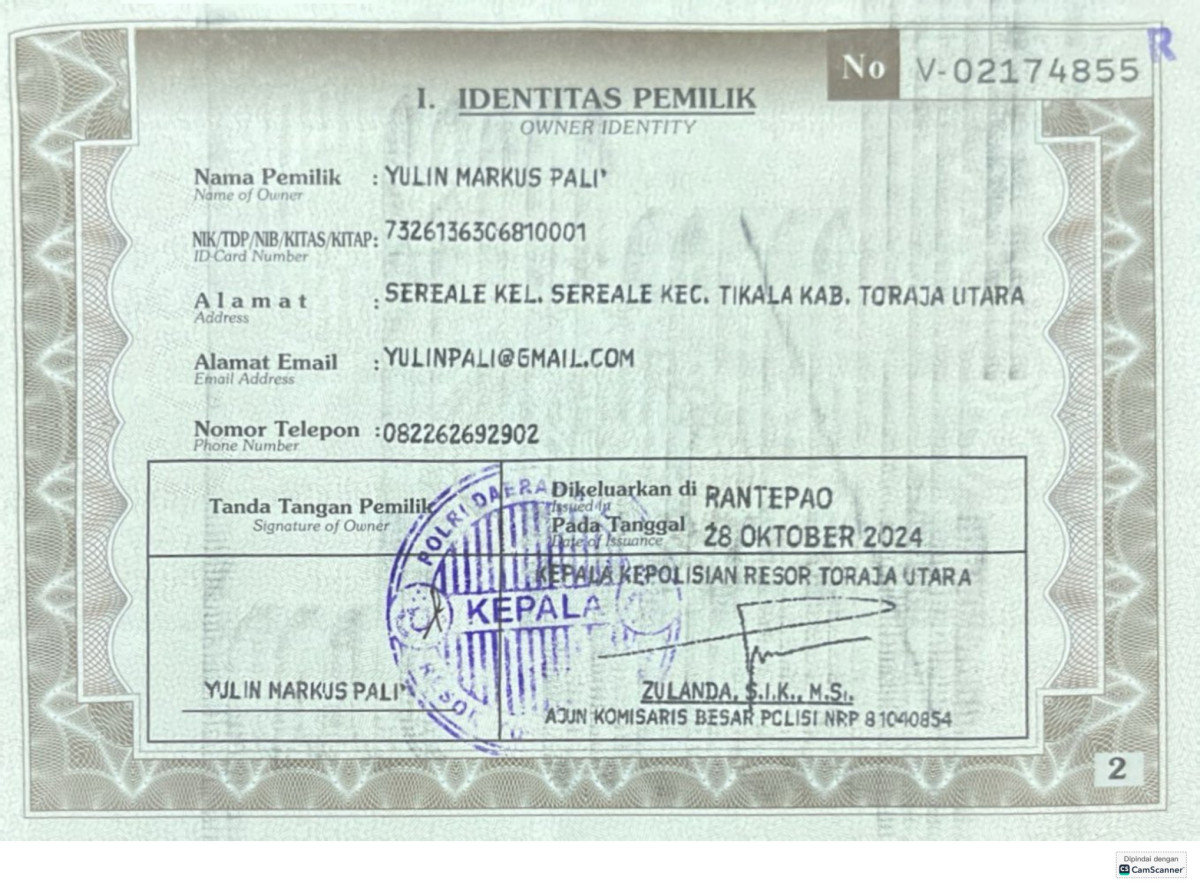 No V-02174855 R
I. IDENTITAS PEMILIK
OWNER IDENTITY
Nama Pemilik : YULIN MARKUS PALI'
Name of Owner
NIK/TDP/NIB/KITAS/KITAP: 7326136306810001
ID-Card Number
Alamat : SEREALE KEL. SEREALE KEC. TIKALA KAB. TORAJA UTARA
Address
Alamat Email : YULINPALI@GMAIL.COM
Email Address
Nomor Telepon : 082262692902
Phone Number
Tanda Tangan Pemilik
Signature of Owner
Dikeluarkan di RANTEPAO
Issued in
Pada Tanggal 28 OKTOBER 2024
Date of Issuance
KEPALA KEPOLISIAN RESOR TORAJA UTARA
POLRI DAERA
KEPALA
RESOR
YULIN MARKUS PALI'
ZULANDA, S.I.K., M.Si.
AJUN KOMISARIS BESAR POLISI NRP 81040854
2
Dipindai dengan
CS CamScanner